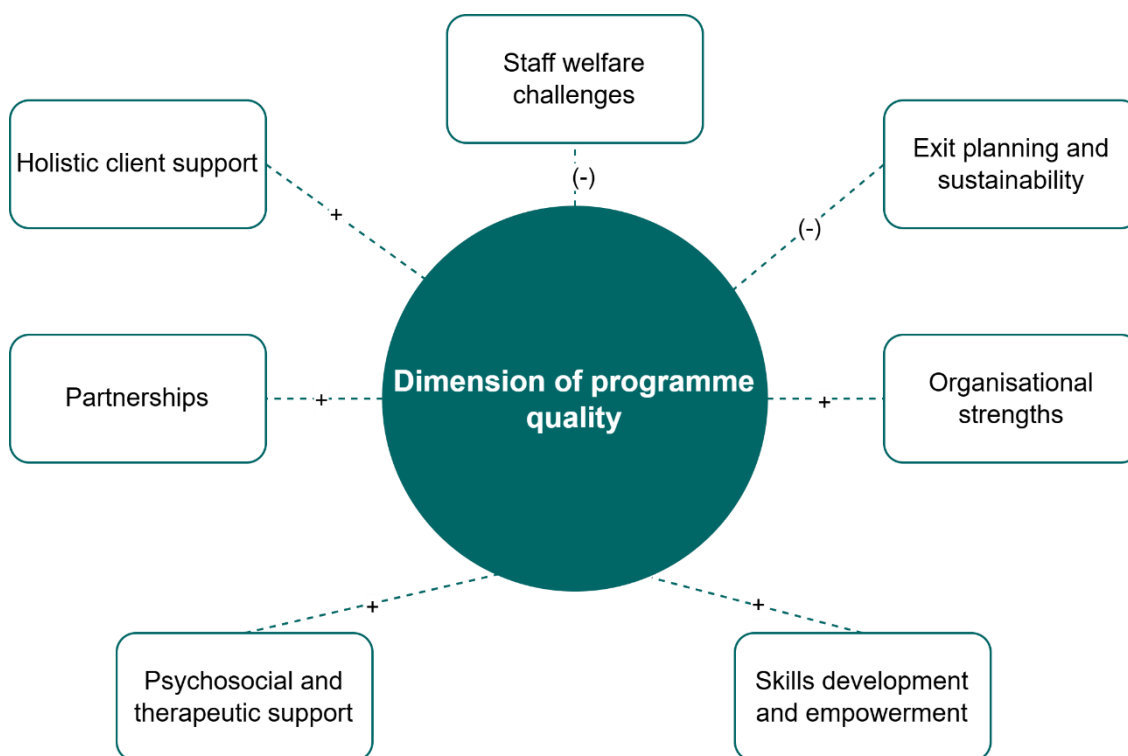 Staff welfare
challenges
Holistic client support
Exit planning and
sustainability
(-)
+
(-)
Partnerships
+
Dimension of programme
quality
+
Organisational
strengths
+
+
Psychosocial and
therapeutic support
Skills development
and empowerment